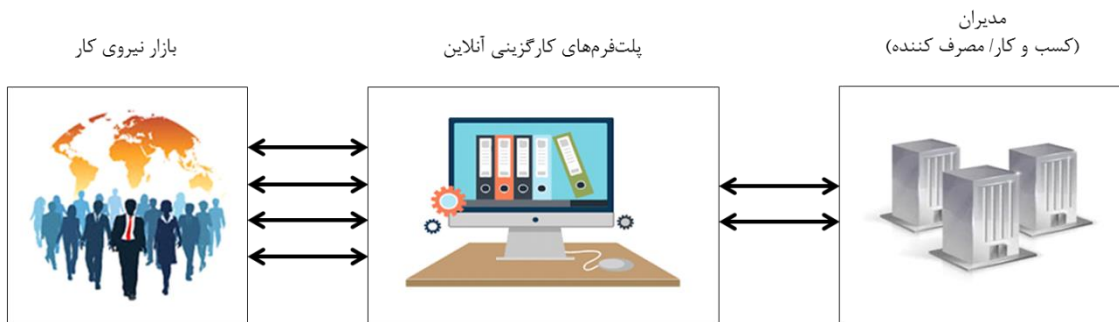 مدیران
(کسب و کار/ مصرف کننده)
پلت‌فرم‌های کارگزینی آنلاین
بازار نیروی کار